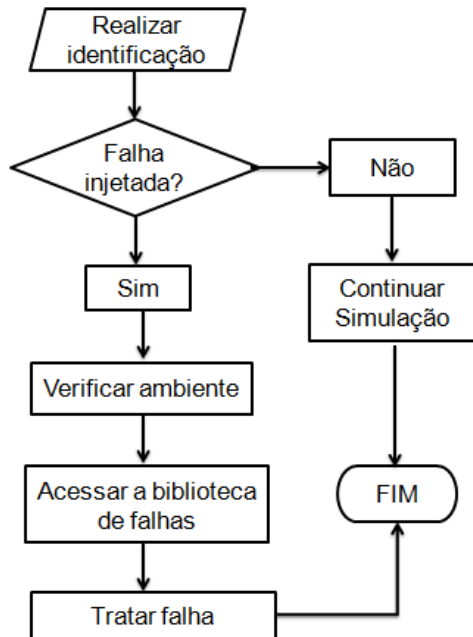 Realizar
identificação
Falha
injetada?
Não
Sim
Continuar
Simulação
Verificar ambiente
Acessar a biblioteca
de falhas
FIM
Tratar falha